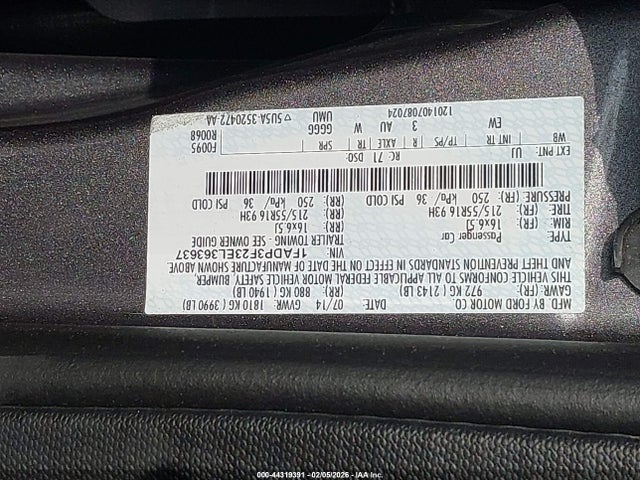 MFD. BY FORD MOTOR CO.
DATE: 07/14 GVWR: 1810 KG ( 3990 LB)
GAWR: (FR): 972 KG ( 2143 LB) (RR): 880 KG ( 1940 LB)
THIS VEHICLE CONFORMS TO ALL APPLICABLE FEDERAL MOTOR VEHICLE SAFETY, BUMPER,
AND THEFT PREVENTION STANDARDS IN EFFECT ON THE DATE OF MANUFACTURE SHOWN ABOVE.
VIN: 1FADP3F23EL363637
TYPE: Passenger Car TRAILER TOWING - SEE OWNER GUIDE
RIM: (FR): 16x6.5J (RR): 16x6.5J
TIRE: (FR): 215/55R16 93H (RR): 215/55R16 93H
PRESSURE: (FR) 250 kPa/ 36 PSI COLD (RR): 250 kPa/ 36 PSI COLD
EXT PNT: UJ RC: 71 DSO: F0095
WB INT TR TP/PS R AXLE TR SPR R0068
EW 3 AU W GGGG UMU
120140708702 4 5U5A-3520472-AA
000-44319391 - 02/05/2026 - IAAI.CA